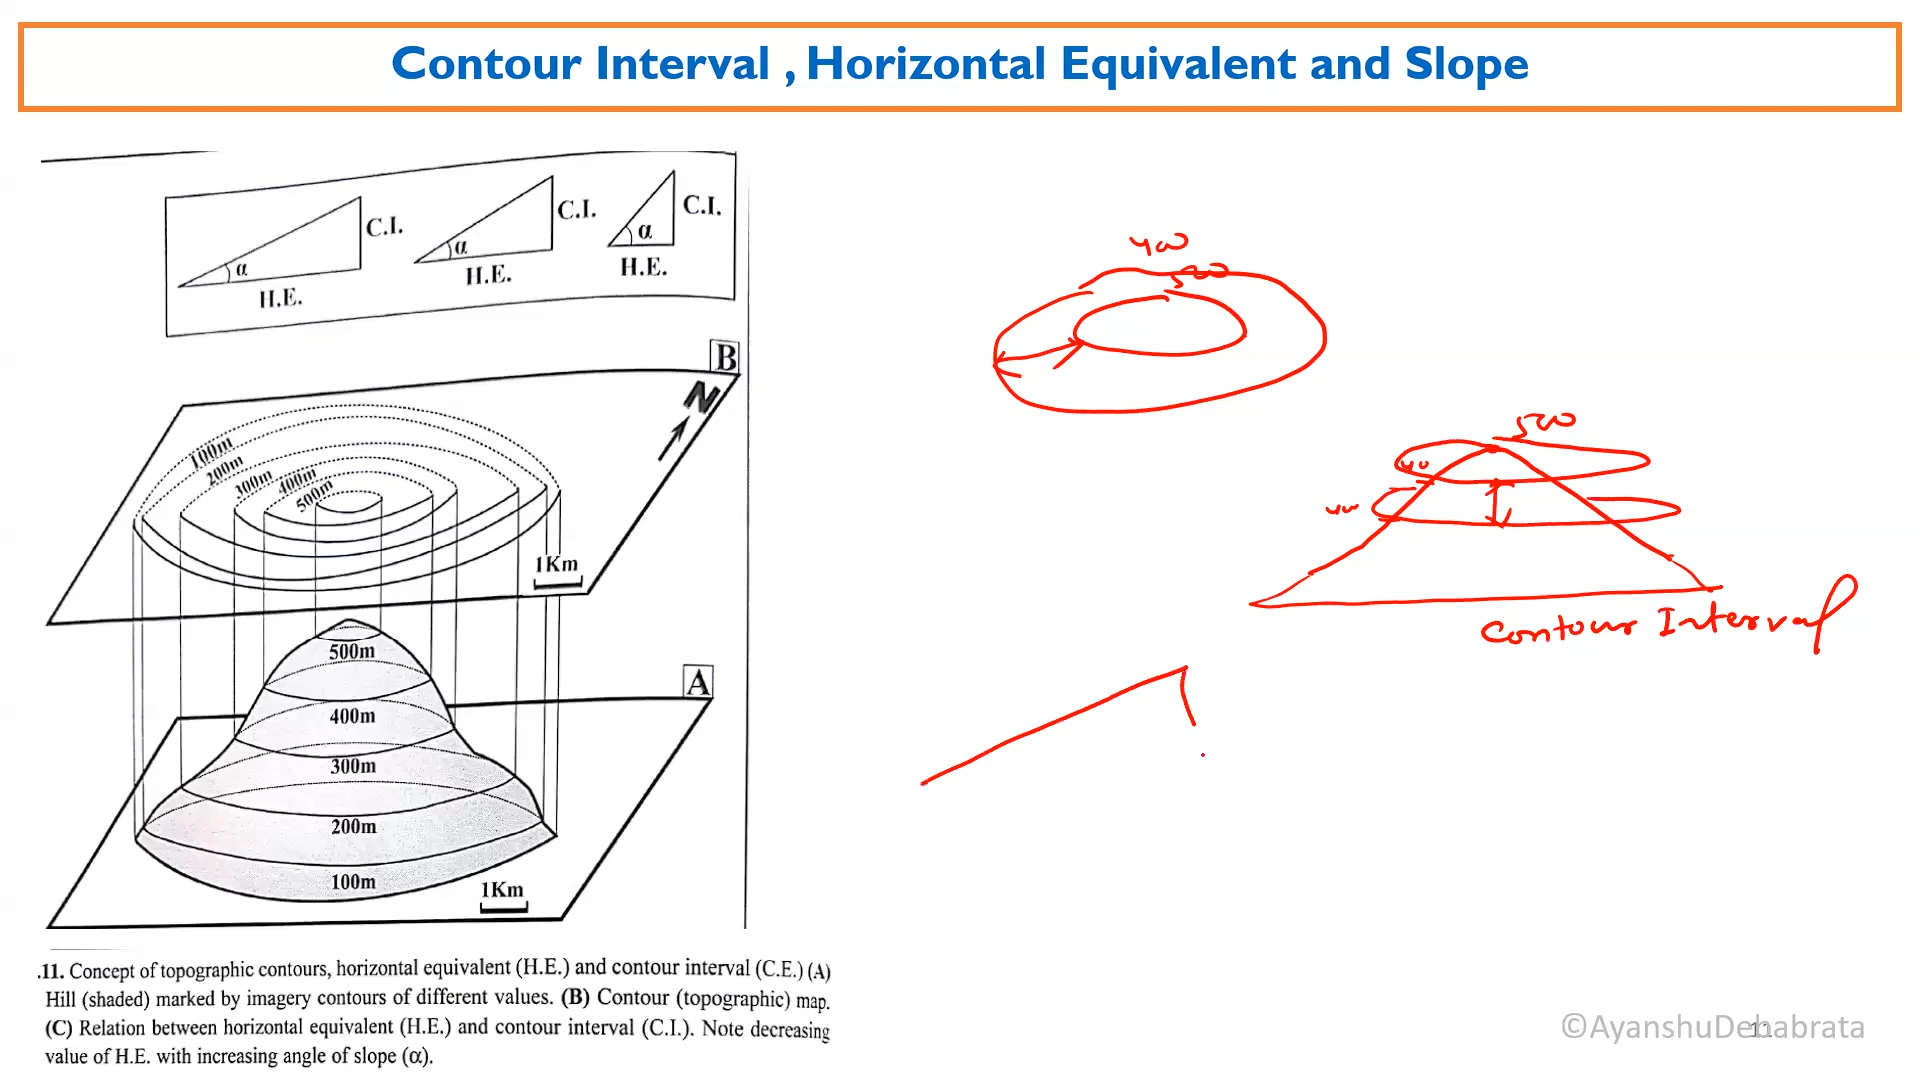 Contour Interval , Horizontal Equivalent and Slope
C.I.
α
H.E.
C.I.
α
H.E.
C.I.
α
H.E.
B
N
100m
200m
300m
400m
500m
1Km
500m
400m
300m
200m
100m
A
1Km
.11. Concept of topographic contours, horizontal equivalent (H.E.) and contour interval (C.E.) (A)
Hill (shaded) marked by imagery contours of different values. (B) Contour (topographic) map.
(C) Relation between horizontal equivalent (H.E.) and contour interval (C.I.). Note decreasing
value of H.E. with increasing angle of slope (α).
400
500
500
400
Contour Interval
©AyanshuDebabrata